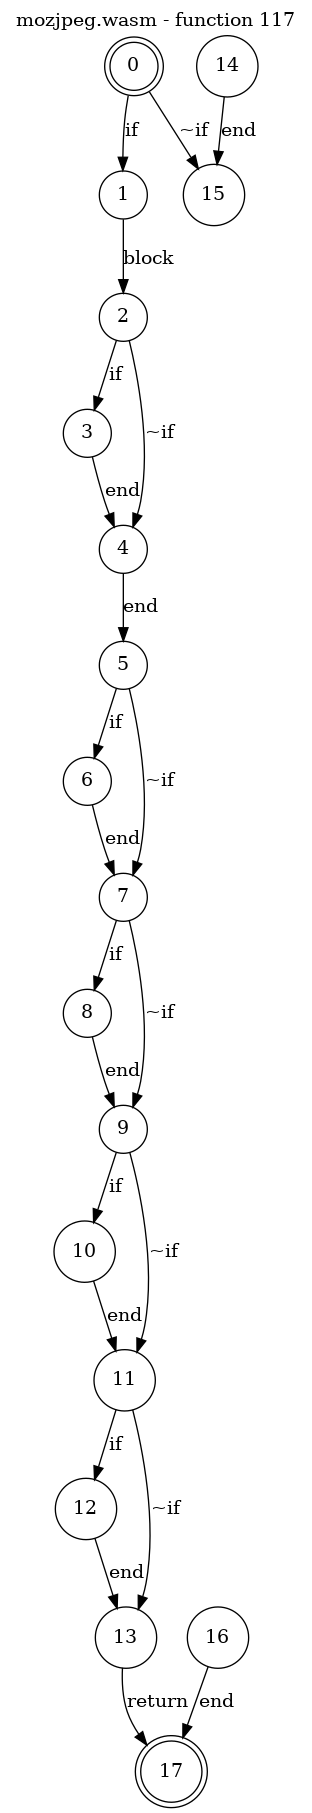 mozjpeg.wasm - function 117
0
14
if
~if
end
1
15
block
2
if
~if
3
end
4
end
5
if
~if
6
end
7
if
~if
8
end
9
if
~if
10
end
11
if
~if
12
end
13
16
return
end
17